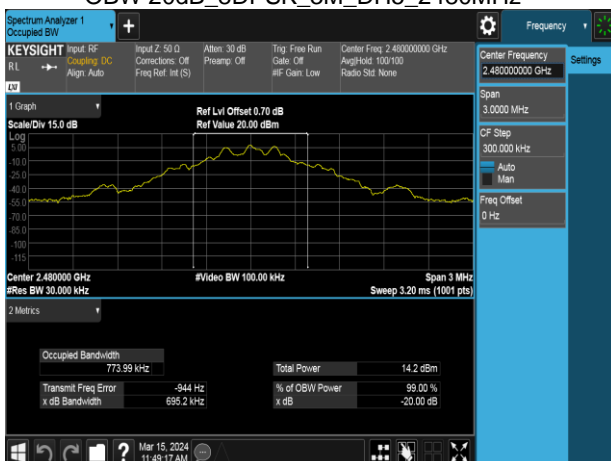 OBW 20dB_8DPSK_3M_DH5_2480MHz
Spectrum Analyzer 1
Occupied BW
Frequency
KEYSIGHT Input: RF Input Z: 50 Ω Atten: 30 dB Trig: Free Run Center Freq: 2.480000000 GHz
RL Coupling: DC Corrections: Off Preamp: Off Gate: Off Avg|Hold: 100/100
Align: Auto Freq Ref: Int (S) #IF Gain: Low Radio Std: None
LXI
Center Frequency
2.480000000 GHz
Settings
Span
3.0000 MHz
CF Step
300.000 kHz
Auto
Man
Freq Offset
0 Hz
1 Graph
Ref Lvl Offset 0.70 dB
Scale/Div 15.0 dB Ref Value 20.00 dBm
Log
5.00
-10.0
-25.0
-40.0
-55.0
-70.0
-85.0
-100
-115
Center 2.480000 GHz #Video BW 100.00 kHz Span 3 MHz
#Res BW 30.000 kHz Sweep 3.20 ms (1001 pts)
2 Metrics
Occupied Bandwidth
773.99 kHz Total Power 14.2 dBm
Transmit Freq Error -944 Hz % of OBW Power 99.00 %
x dB Bandwidth 695.2 kHz x dB -20.00 dB
? Mar 15, 2024
11:49:17 AM